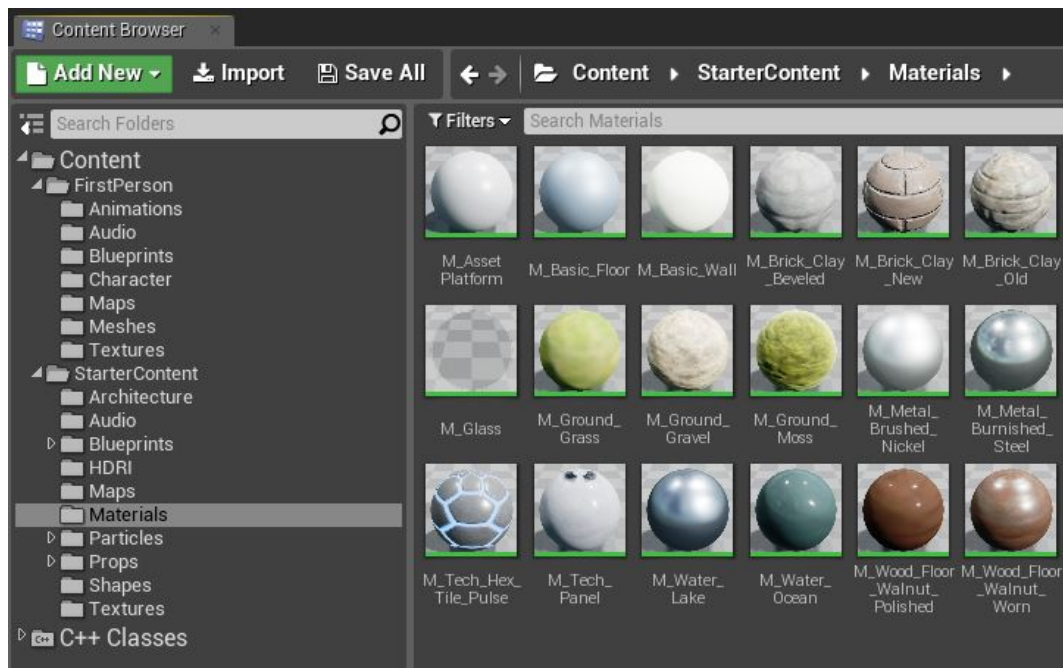 Content Browser
Add New Import Save All Content StarterContent Materials
Search Folders
Filters Search Materials
Content
FirstPerson
Animations
Audio
Blueprints
Character
Maps
Meshes
Textures
StarterContent
Architecture
Audio
Blueprints
HDRI
Maps
Materials
Particles
Props
Shapes
Textures
C++ C++ Classes
M_Asset
Platform
M_Basic_Floor
M_Basic_Wall
M_Brick_Clay
_Beveled
M_Brick_Clay
_New
M_Brick_Clay
_Old
M_Glass
M_Ground_
Grass
M_Ground_
Gravel
M_Ground_
Moss
M_Metal_
Brushed_
Nickel
M_Metal_
Burnished_
Steel
M_Tech_Hex_
Tile_Pulse
M_Tech_
Panel
M_Water_
Lake
M_Water_
Ocean
M_Wood_Floor
_Walnut_
Polished
M_Wood_Floor
_Walnut_
Worn